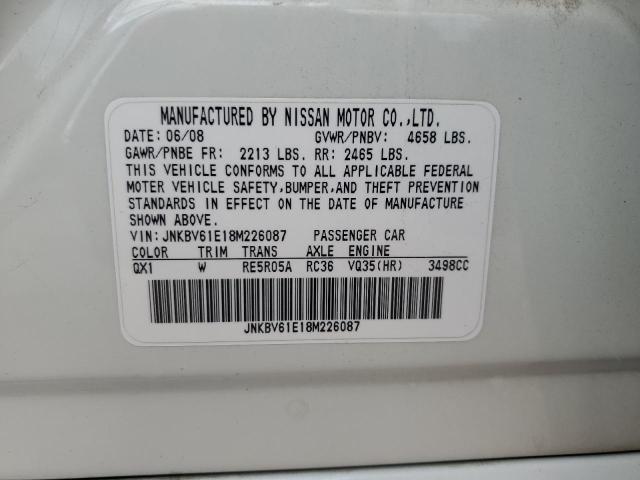 MANUFACTURED BY NISSAN MOTOR CO.,LTD.
DATE: 06/08 GVWR/PNBV: 4658 LBS.
GAWR/PNBE FR: 2213 LBS. RR: 2465 LBS.
THIS VEHICLE CONFORMS TO ALL APPLICABLE FEDERAL
MOTER VEHICLE SAFETY,BUMPER,AND THEFT PREVENTION
STANDARDS IN EFFECT ON THE DATE OF MANUFACTURE
SHOWN ABOVE.
VIN: JNKBV61E18M226087 PASSENGER CAR
COLOR TRIM TRANS AXLE ENGINE
QX1 W RE5R05A RC36 VQ35(HR) 3498CC
JNKBV61E18M226087